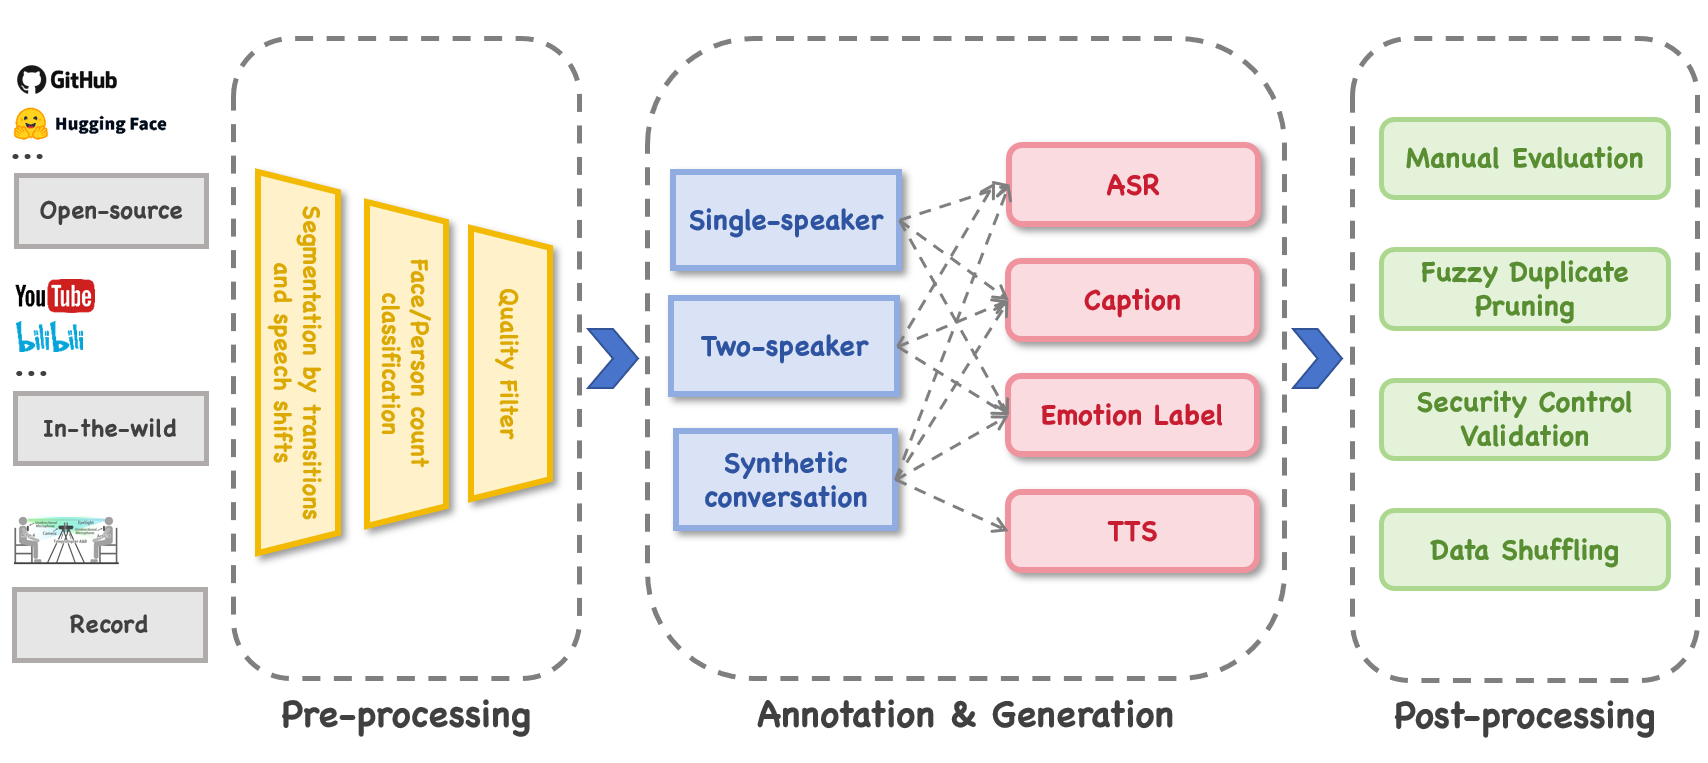 GitHub
Hugging Face
...
Open-source
YouTube
bilibili
...
In-the-wild
Record
Segmentation by transitions
and speech shifts
Face/Person count
classification
Quality Filter
Pre-processing
Single-speaker
Two-speaker
Synthetic
conversation
ASR
Caption
Emotion Label
TTS
Annotation & Generation
Manual Evaluation
Fuzzy Duplicate
Pruning
Security Control
Validation
Data Shuffling
Post-processing